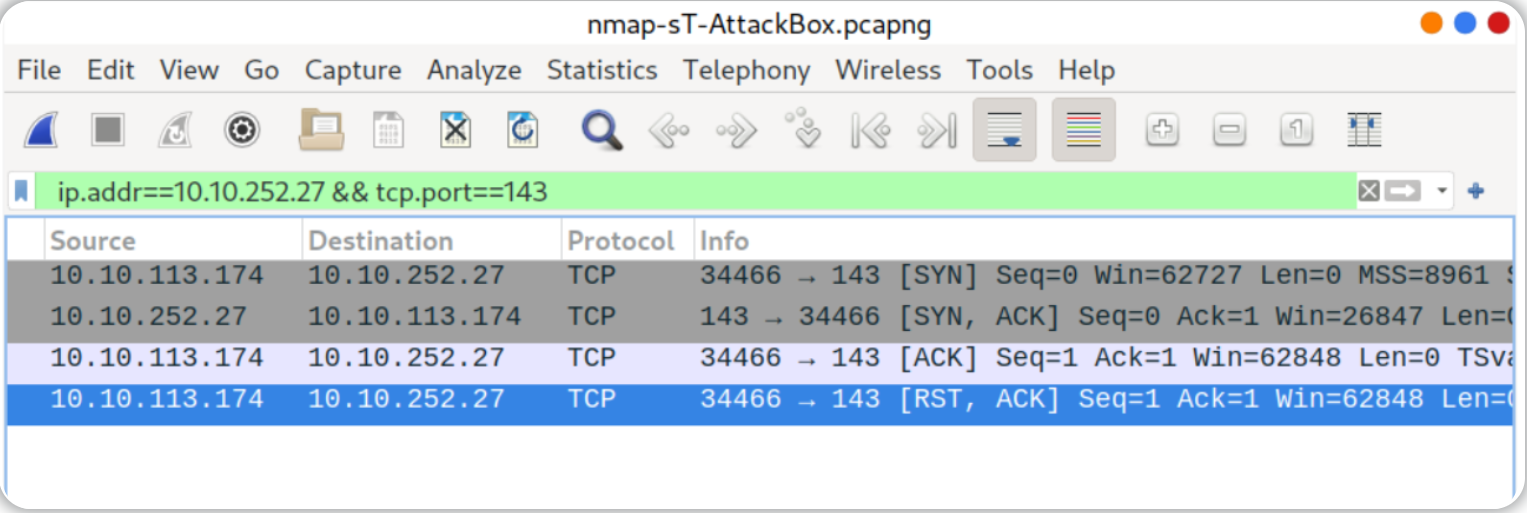 nmap-sT-AttackBox.pcapng
File Edit View Go Capture Analyze Statistics Telephony Wireless Tools Help
ip.addr==10.10.252.27 && tcp.port==143
Source Destination Protocol Info
10.10.113.174 10.10.252.27 TCP 34466 → 143 [SYN] Seq=0 Win=62727 Len=0 MSS=8961
10.10.252.27 10.10.113.174 TCP 143 → 34466 [SYN, ACK] Seq=0 Ack=1 Win=26847 Len=
10.10.113.174 10.10.252.27 TCP 34466 → 143 [ACK] Seq=1 Ack=1 Win=62848 Len=0
10.10.113.174 10.10.252.27 TCP 34466 → 143 [RST, ACK] Seq=1 Ack=1 Win=62848 Len=